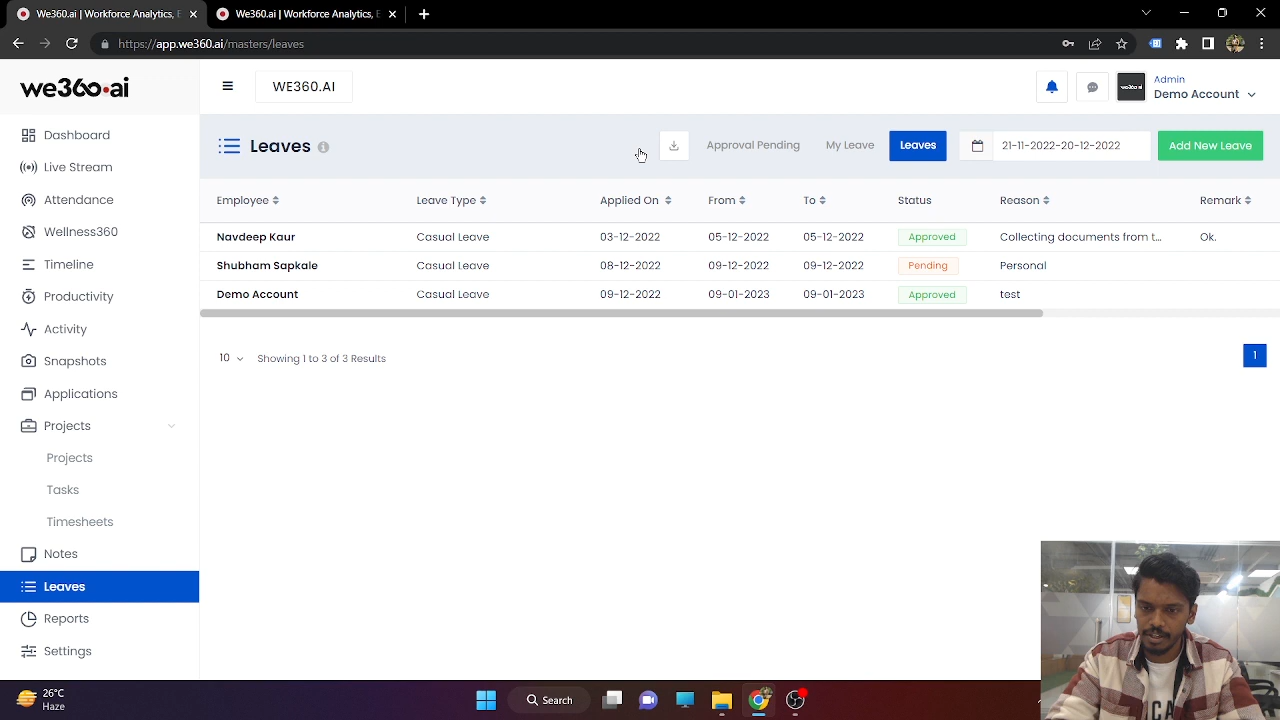 We360.ai | Workforce Analytics, E
We360.ai | Workforce Analytics, E
https://app.we360.ai/masters/leaves
we360.ai
WE360.AI
Admin
Demo Account
Dashboard
Live Stream
Attendance
Wellness360
Timeline
Productivity
Activity
Snapshots
Applications
Projects
Projects
Tasks
Timesheets
Notes
Leaves
Reports
Settings
Leaves
Approval Pending
My Leave
Leaves
21-11-2022-20-12-2022
Add New Leave
Employee Leave Type Applied On From To Status Reason Remark
Navdeep Kaur Casual Leave 03-12-2022 05-12-2022 05-12-2022 Approved Collecting documents from t... Ok.
Shubham Sapkale Casual Leave 08-12-2022 09-12-2022 09-12-2022 Pending Personal
Demo Account Casual Leave 09-12-2022 09-01-2023 09-01-2023 Approved test
10 Showing 1 to 3 of 3 Results
1
26°C
Haze
Search